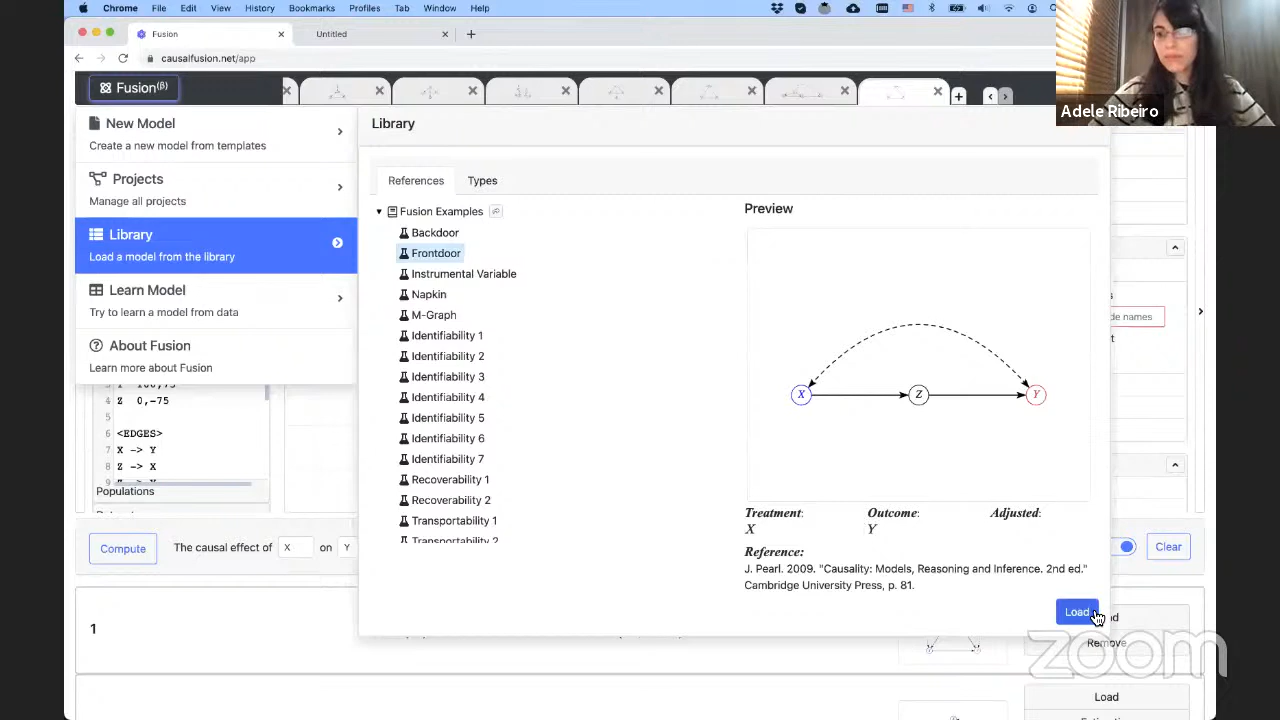 Chrome File Edit View History Bookmarks Profiles Tab Window Help
Fusion
Untitled
causalfusion.net/app
Fusion(β)
Adele Ribeiro
New Model
Create a new model from templates
Projects
Manage all projects
Library
Load a model from the library
Learn Model
Try to learn a model from data
About Fusion
Learn more about Fusion
Library
References Types
Fusion Examples
Backdoor
Frontdoor
Instrumental Variable
Napkin
M-Graph
Identifiability 1
Identifiability 2
Identifiability 3
Identifiability 4
Identifiability 5
Identifiability 6
Identifiability 7
Recoverability 1
Recoverability 2
Transportability 1
Transportability 2
Preview
X Z Y
Treatment: Outcome: Adjusted:
X Y
Reference:
J. Pearl. 2009. "Causality: Models, Reasoning and Inference. 2nd ed."
Cambridge University Press, p. 81.
Load
de names
4 Z 0,-75
5
6 <EDGES>
7 X -> Y
8 Z -> X
9
Populations
Compute The causal effect of X on Y
Clear
1
Remove
Load
zoom